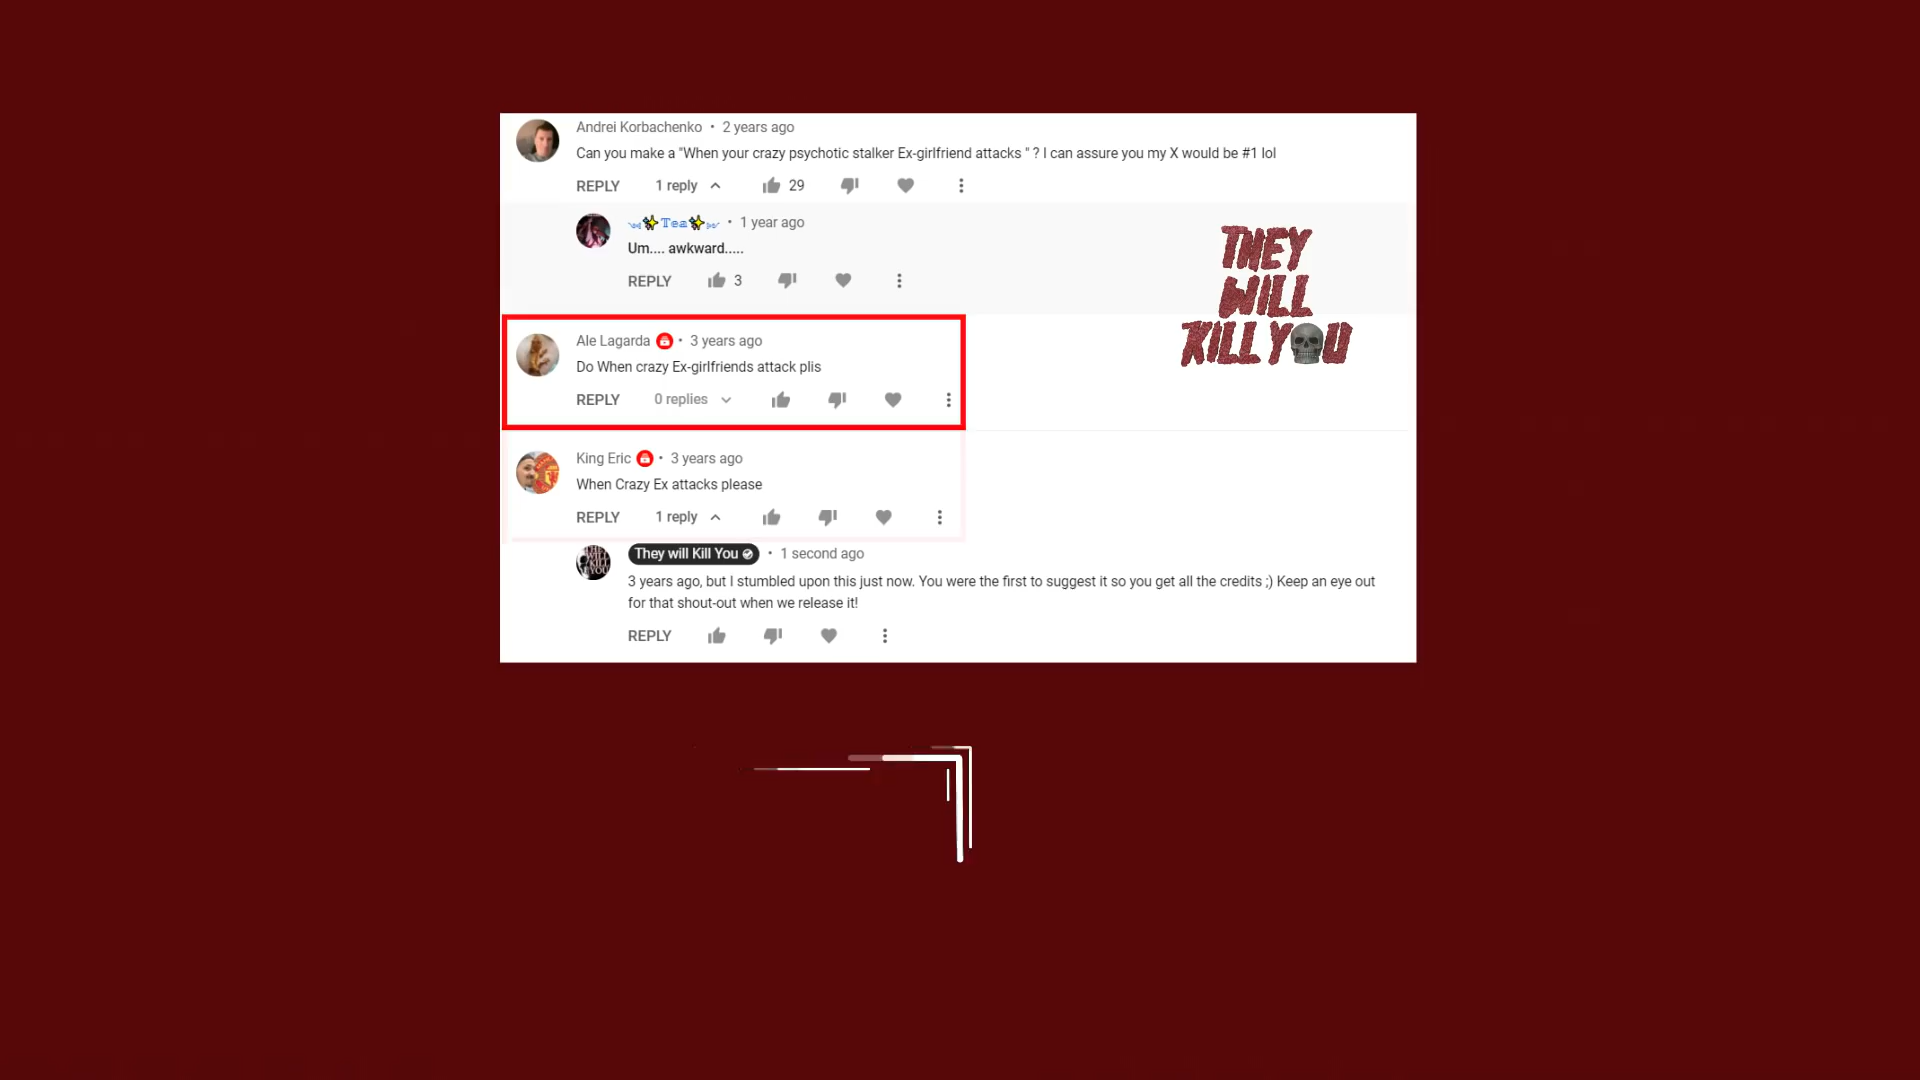 Andrei Korbachenko • 2 years ago
Can you make a "When your crazy psychotic stalker Ex-girlfriend attacks " ? I can assure you my X would be #1 lol
REPLY 1 reply 29
✨𝕋𝕖𝕒✨ • 1 year ago
Um.... awkward.....
REPLY 3
THEY
WILL
KILL YOU
Ale Lagarda • 3 years ago
Do When crazy Ex-girlfriends attack plis
REPLY 0 replies
King Eric • 3 years ago
When Crazy Ex attacks please
REPLY 1 reply
They will Kill You • 1 second ago
3 years ago, but I stumbled upon this just now. You were the first to suggest it so you get all the credits ;) Keep an eye out
for that shout-out when we release it!
REPLY